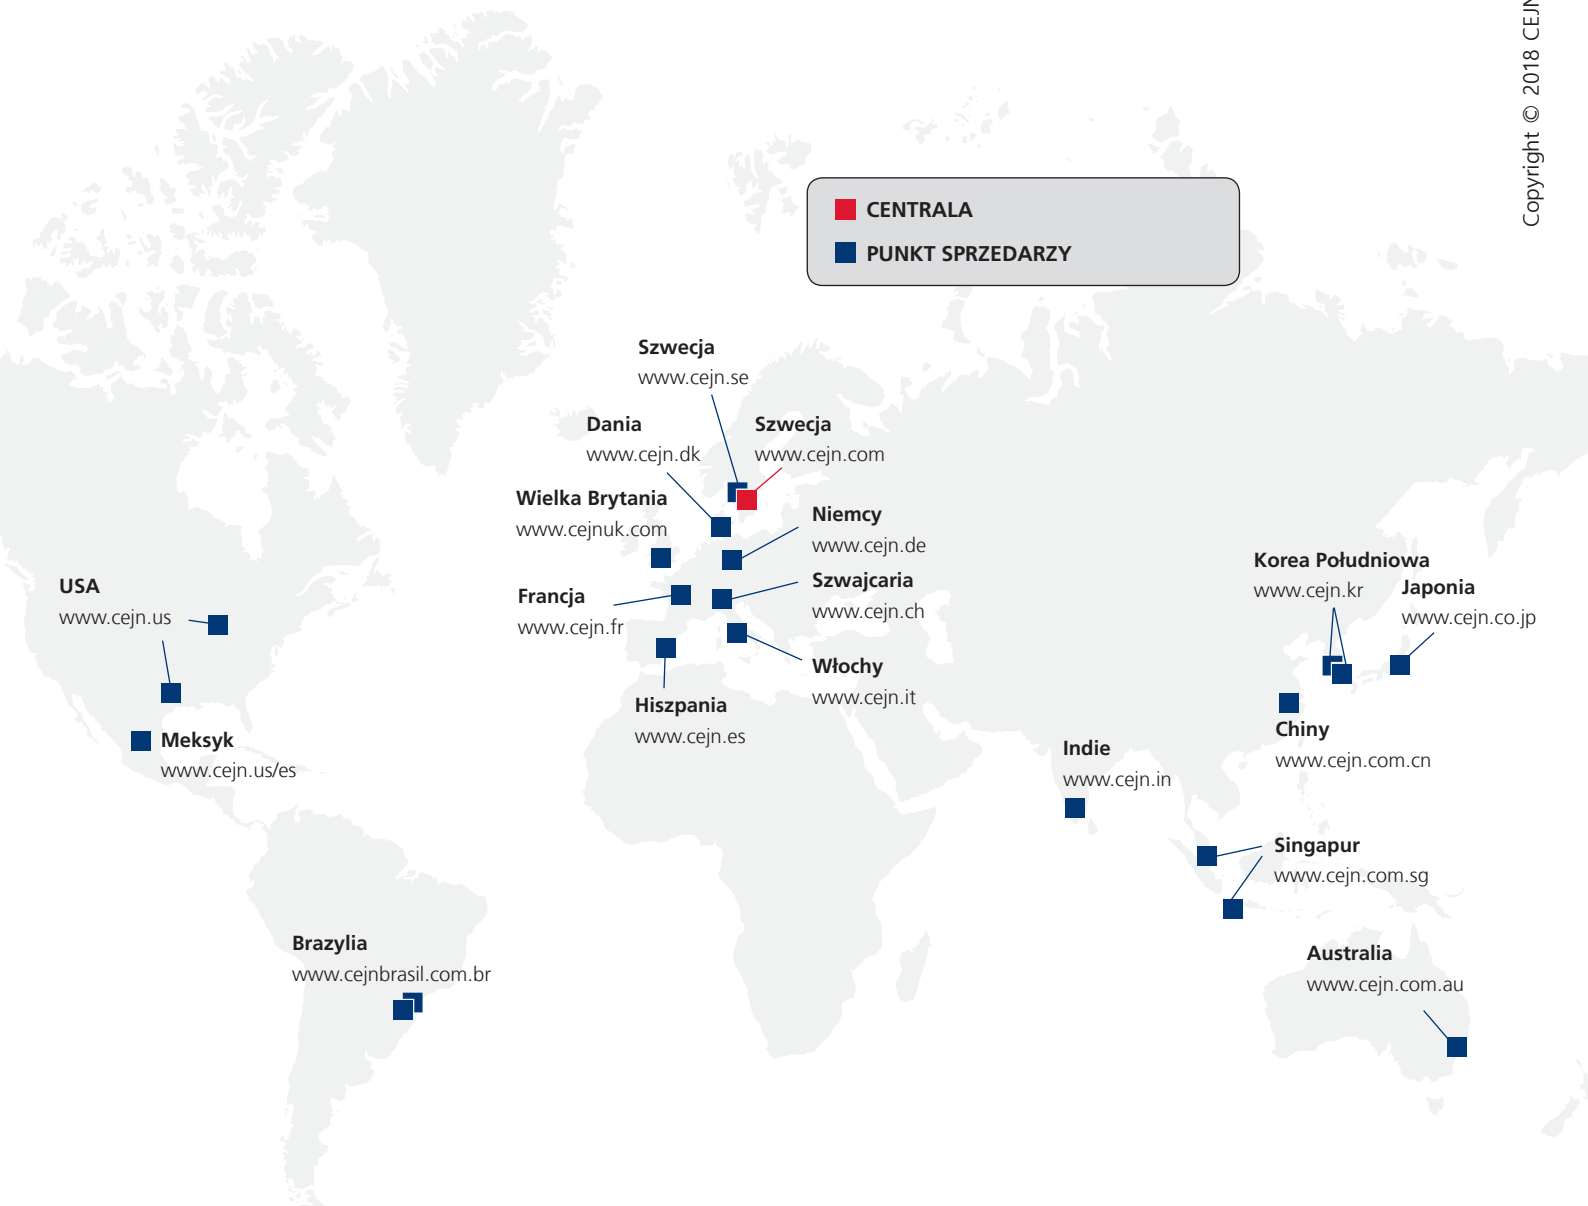 Copyright © 2018 CEJN
CENTRALA
PUNKT SPRZEDARZY
Szwecja
www.cejn.se
Dania
www.cejn.dk
Szwecja
www.cejn.com
Wielka Brytania
www.cejnuk.com
Niemcy
www.cejn.de
Francja
www.cejn.fr
Szwajcaria
www.cejn.ch
Włochy
www.cejn.it
Hiszpania
www.cejn.es
USA
www.cejn.us
Meksyk
www.cejn.us/es
Brazylia
www.cejnbrasil.com.br
Korea Południowa
www.cejn.kr
Japonia
www.cejn.co.jp
Chiny
www.cejn.com.cn
Indie
www.cejn.in
Singapur
www.cejn.com.sg
Australia
www.cejn.com.au